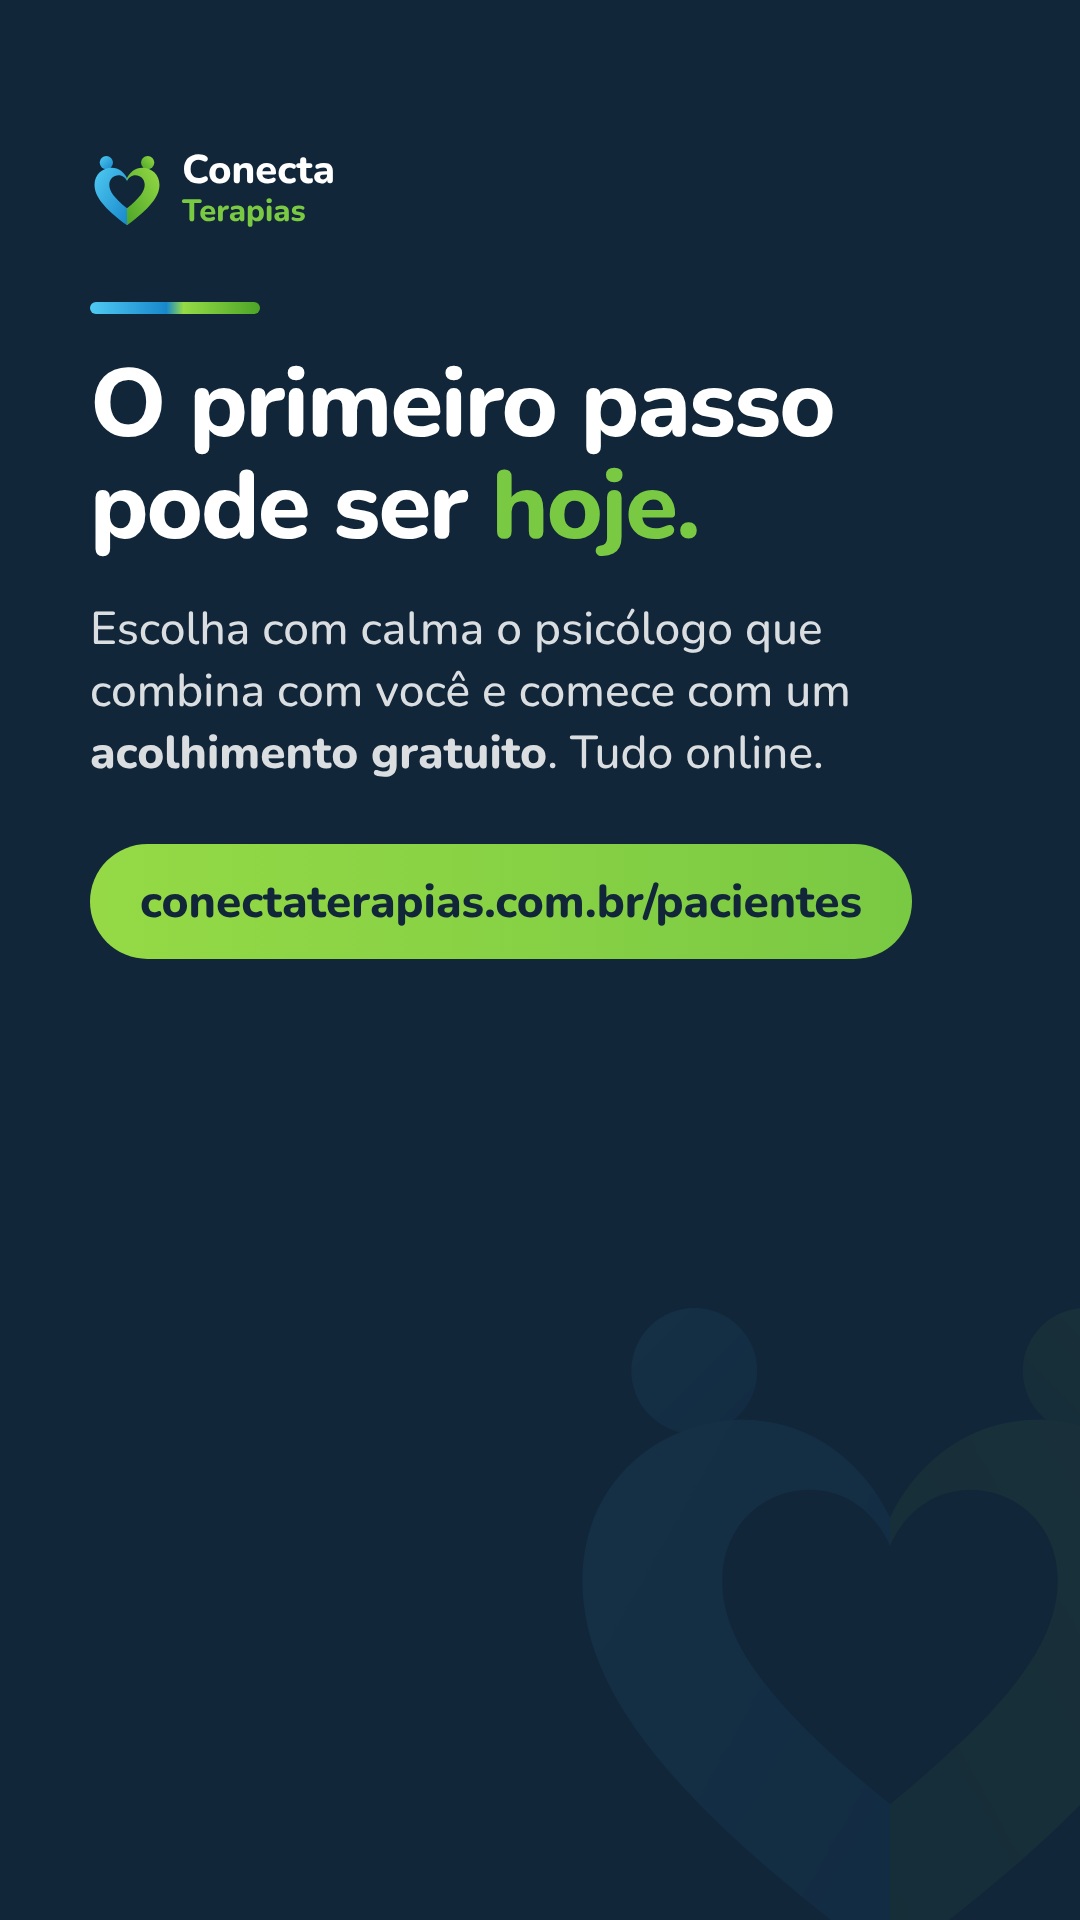 Conecta
Terapias
O primeiro passo
pode ser hoje.
Escolha com calma o psicólogo que
combina com você e comece com um
acolhimento gratuito. Tudo online.
conectaterapias.com.br/pacientes